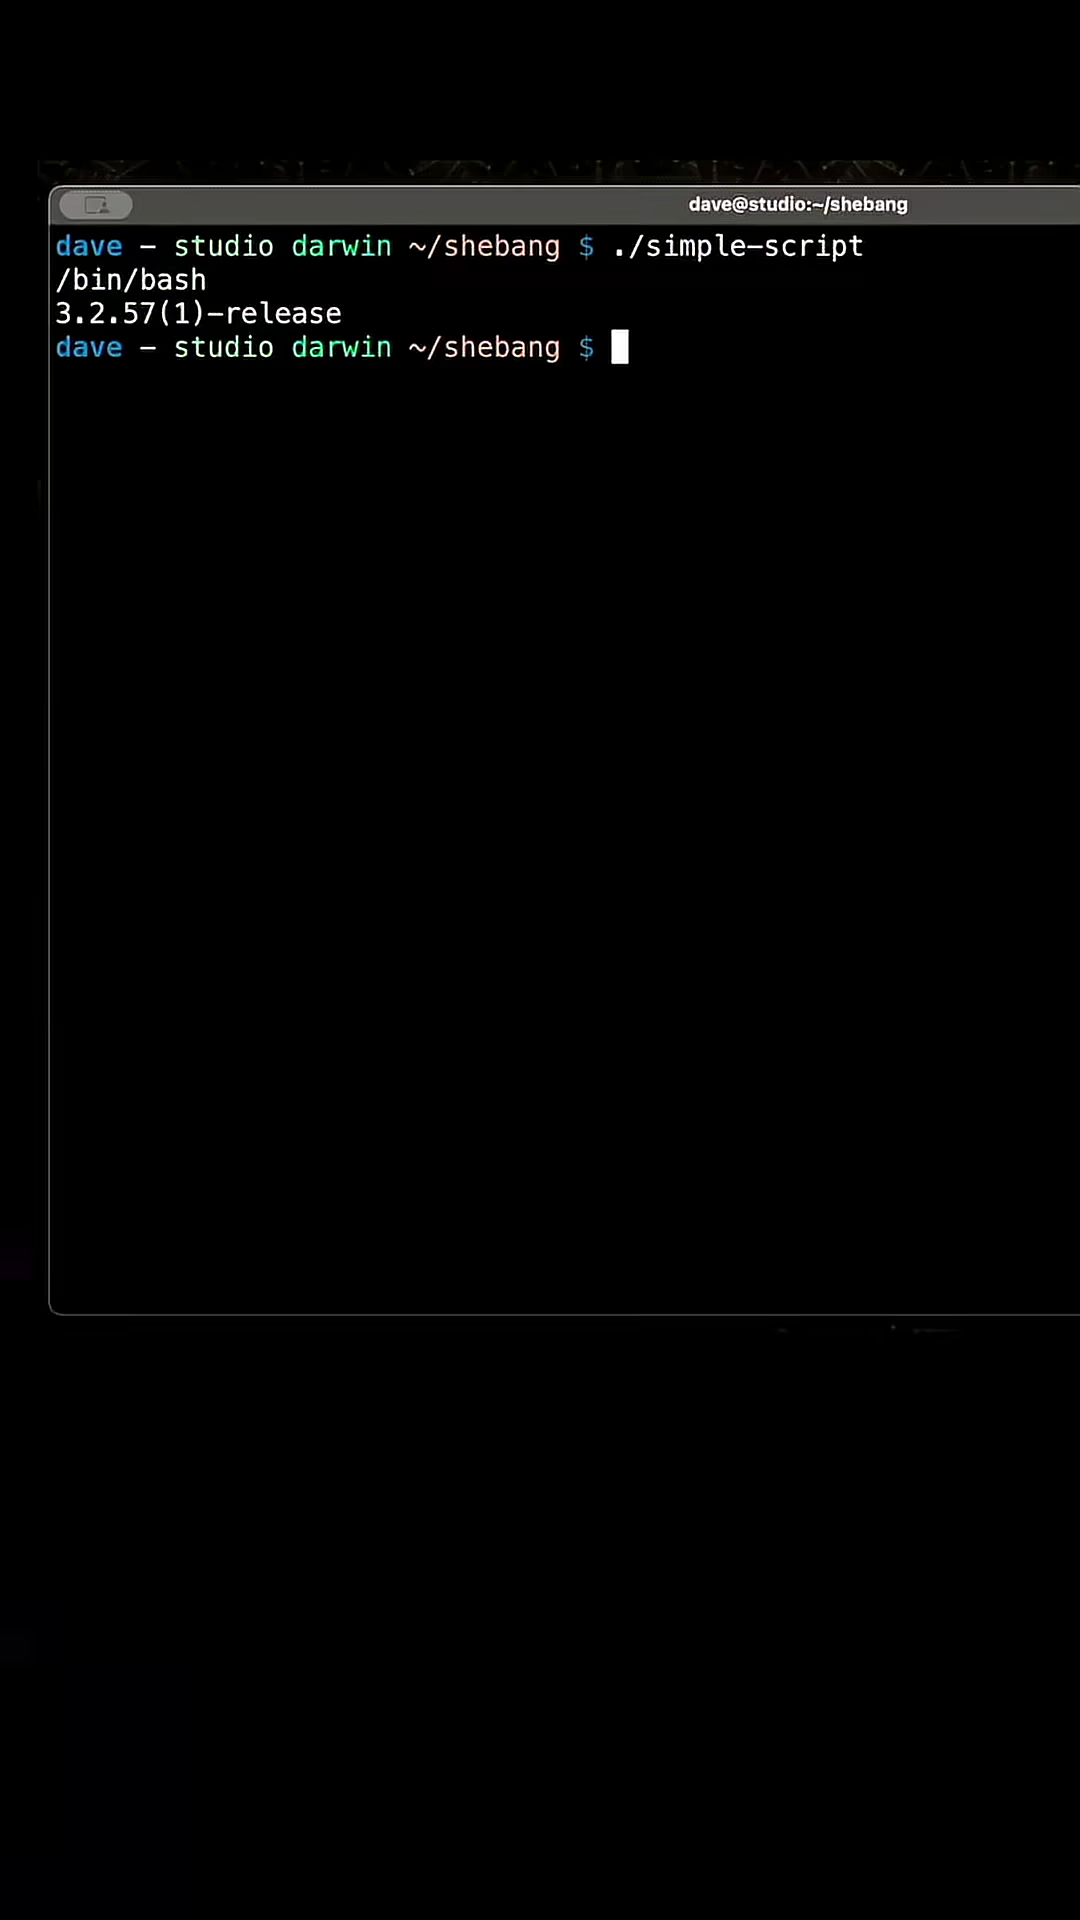 dave@studio:~/shebang
dave - studio darwin ~/shebang $ ./simple-script
/bin/bash
3.2.57(1)-release
dave - studio darwin ~/shebang $